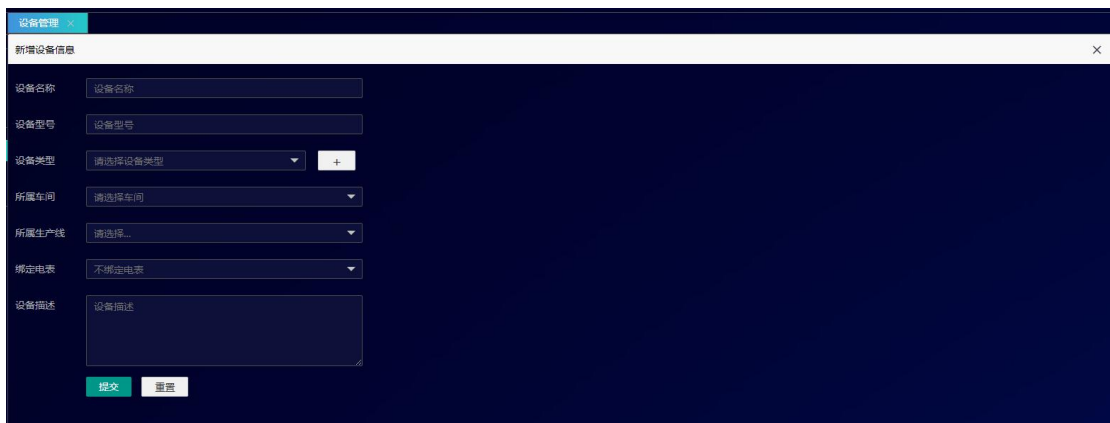 设备管理 ×
新增设备信息 ×
设备名称 设备名称
设备型号 设备型号
设备类型 请选择设备类型 +
所属车间 请选择车间
所属生产线 请选择...
绑定电表 不绑定电表
设备描述 设备描述
提交 重置